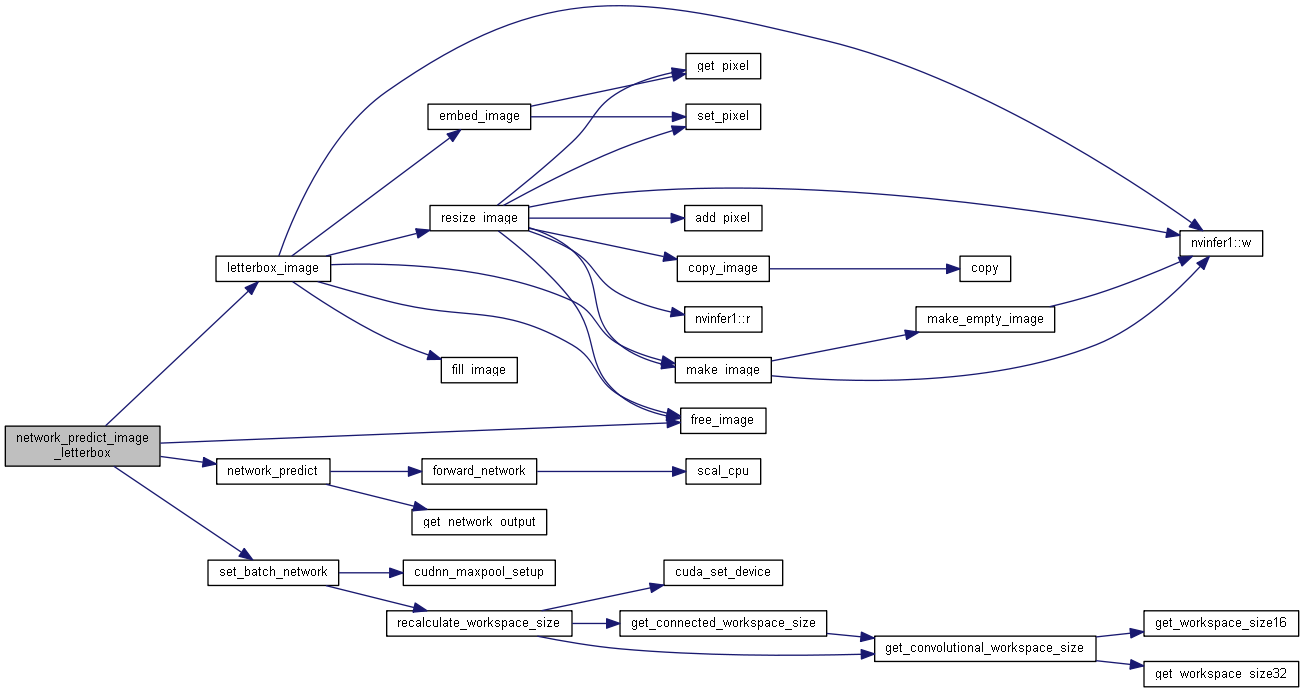 get_pixel
embed_image
set_pixel
resize_image
add_pixel
nvinfer1::w
letterbox_image
copy_image
copy
nvinfer1::r
make_empty_image
fill_image
make_image
free_image
network_predict_image
_letterbox
network_predict
forward_network
scal_cpu
get_network_output
set_batch_network
cudnn_maxpool_setup
cuda_set_device
recalculate_workspace_size
get_connected_workspace_size
get_workspace_size16
get_convolutional_workspace_size
get_workspace_size32